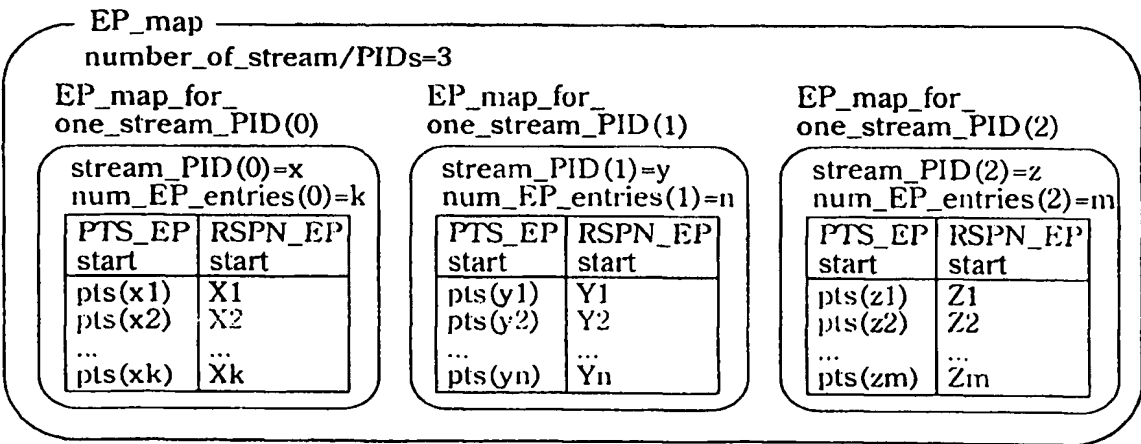 EP_map
number_of_stream/PIDs=3
EP_map_for_
one_stream_PID(0)
stream_PID(0)=x
num_EP_entries(0)=k
PTS_EP RSPN_EP
start start
pts(x1) X1
pts(x2) X2
... ...
pts(xk) Xk
EP_map_for_
one_stream_PID(1)
stream_PID(1)=y
num_EP_entries(1)=n
PTS_EP RSPN_EP
start start
pts(y1) Y1
pts(y2) Y2
... ...
pts(yn) Yn
EP_map_for_
one_stream_PID(2)
stream_PID(2)=z
num_EP_entries(2)=m
PTS_EP RSPN_EP
start start
pts(z1) Z1
pts(z2) Z2
... ...
pts(zm) Zm